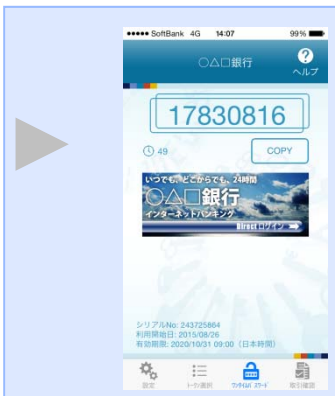 SoftBank 4G 14:07 99%
○△□銀行
?
ヘルプ
17830816
49
COPY
いつでも、どこからでも、24時間
○△□銀行
インターネットバンキング
Direct ログイン
シリアルNo: 243725864
利用開始日: 2015/08/26
有効期限: 2020/10/31 09:00（日本時間）
設定 トークン選択 ワンタイムパスワード 取引確認